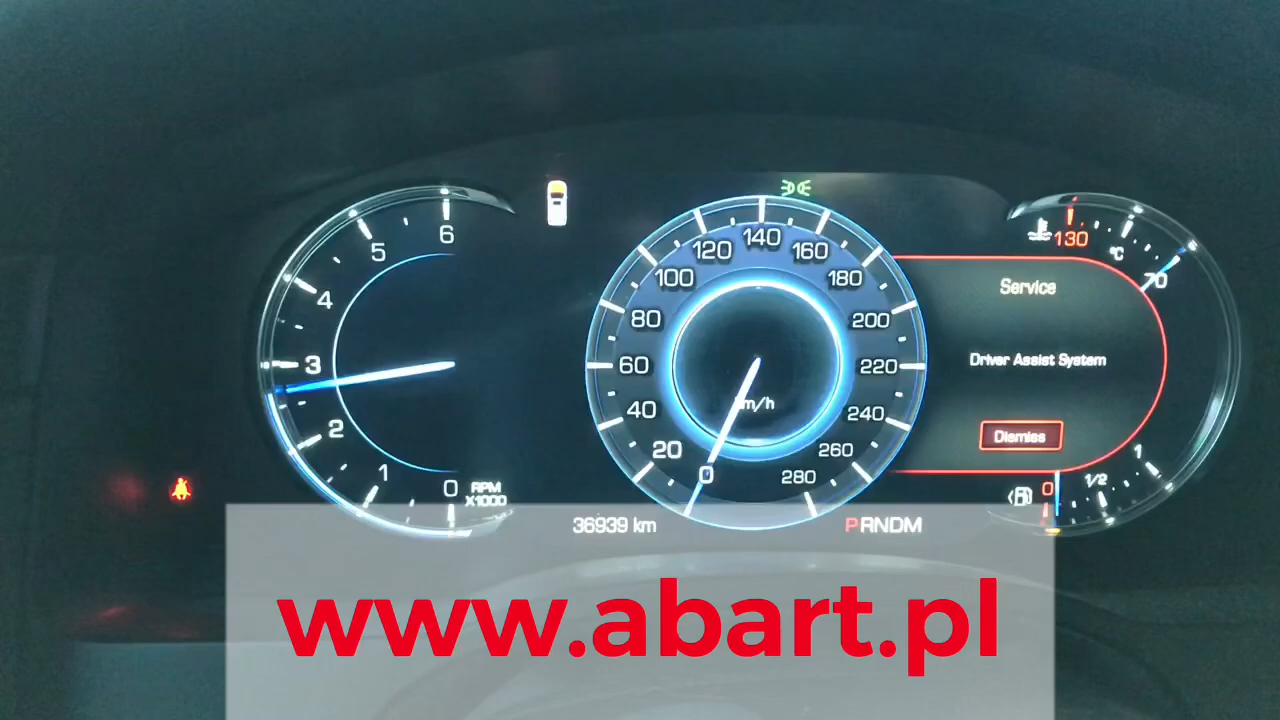 6
5
4
3
2
1
0
RPM
X1000
140
120
160
100
180
80
200
60
220
40
240
20
260
0
280
km/h
130
°C
70
Service
Driver Assist System
Dismiss
0
1/2
1
36939 km
PRNDM
www.abart.pl